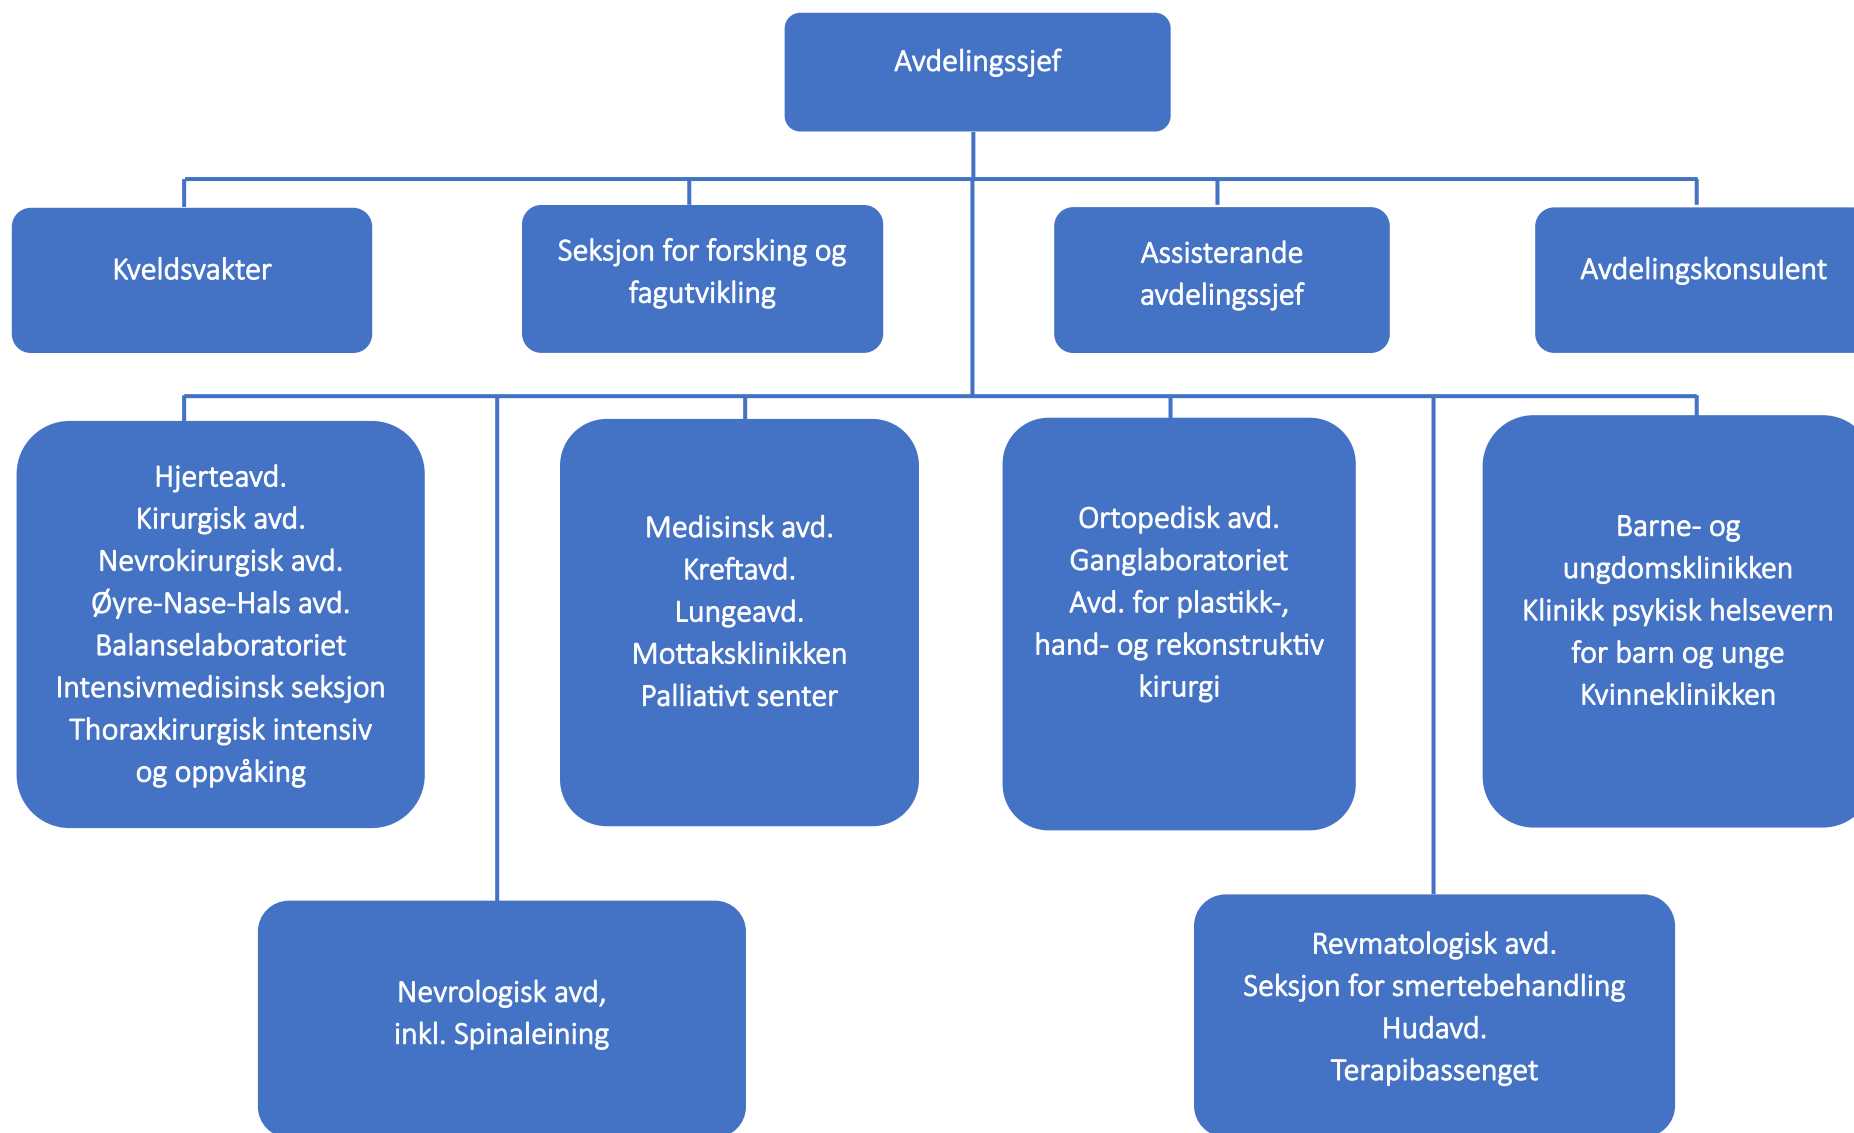 Avdelingssjef
Kveldsvakter
Seksjon for forsking og
fagutvikling
Assisterande
avdelingssjef
Avdelingskonsulent
Hjerteavd.
Kirurgisk avd.
Nevrokirurgisk avd.
Øyre-Nase-Hals avd.
Balanselaboratoriet
Intensivmedisinsk seksjon
Thoraxkirurgisk intensiv
og oppvåking
Medisinsk avd.
Kreftavd.
Lungeavd.
Mottaksklinikken
Palliativt senter
Ortopedisk avd.
Ganglaboratoriet
Avd. for plastikk-,
hand- og rekonstruktiv
kirurgi
Barne- og
ungdomsklinikken
Klinikk psykisk helsevern
for barn og unge
Kvinneklinikken
Nevrologisk avd,
inkl. Spinaleining
Revmatologisk avd.
Seksjon for smertebehandling
Hudavd.
Terapibassenget